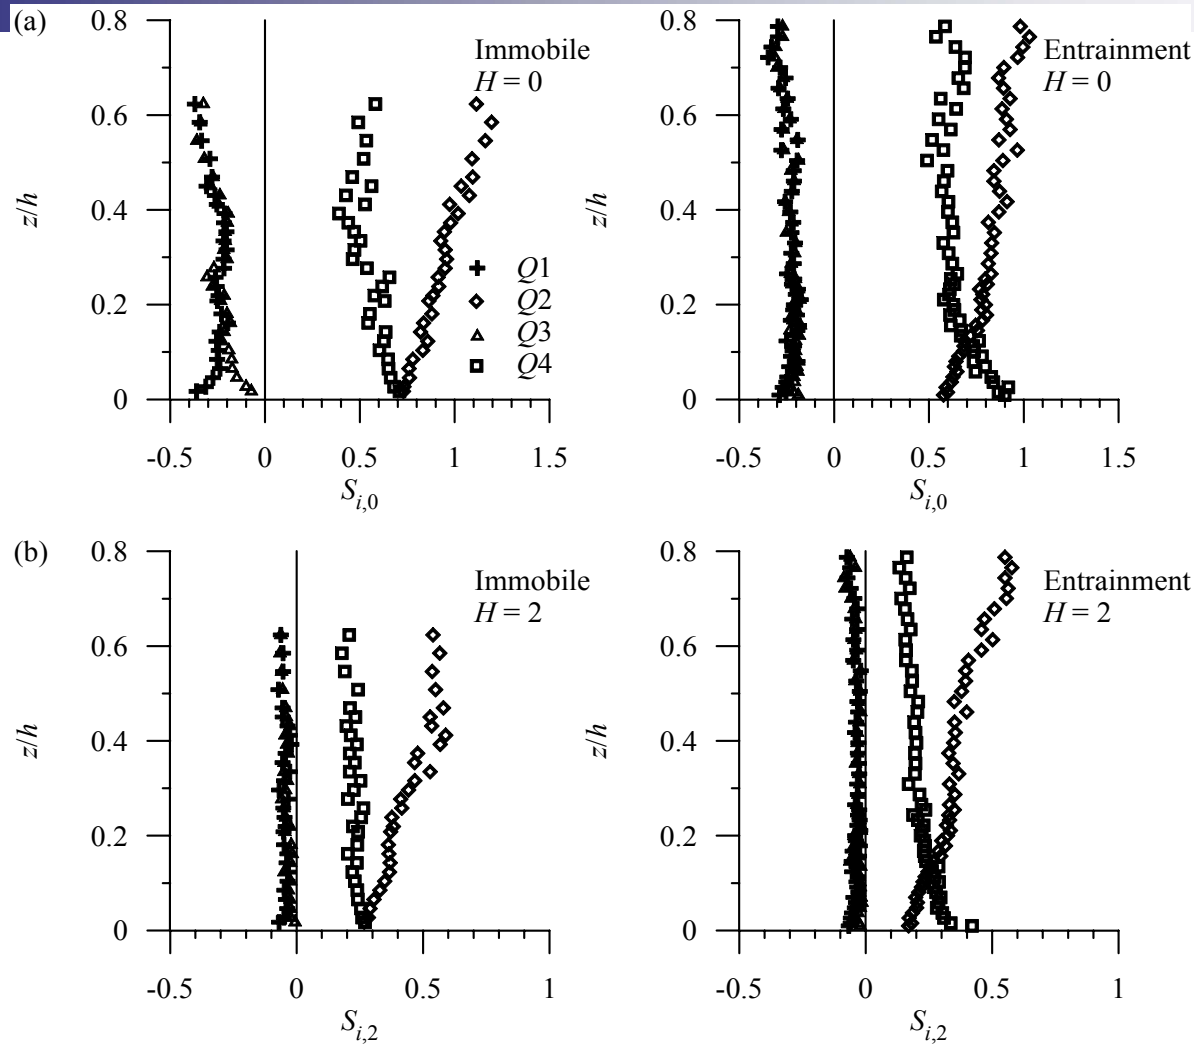 (a)
0.8
0.6
0.4
0.2
0
z/h
Immobile
H = 0
Q1
Q2
Q3
Q4
-0.5 0 0.5 1 1.5
S_{i,0}
0.8
0.6
0.4
0.2
0
z/h
Entrainment
H = 0
-0.5 0 0.5 1 1.5
S_{i,0}
(b)
0.8
0.6
0.4
0.2
0
z/h
Immobile
H = 2
-0.5 0 0.5 1
S_{i,2}
0.8
0.6
0.4
0.2
0
z/h
Entrainment
H = 2
-0.5 0 0.5 1
S_{i,2}